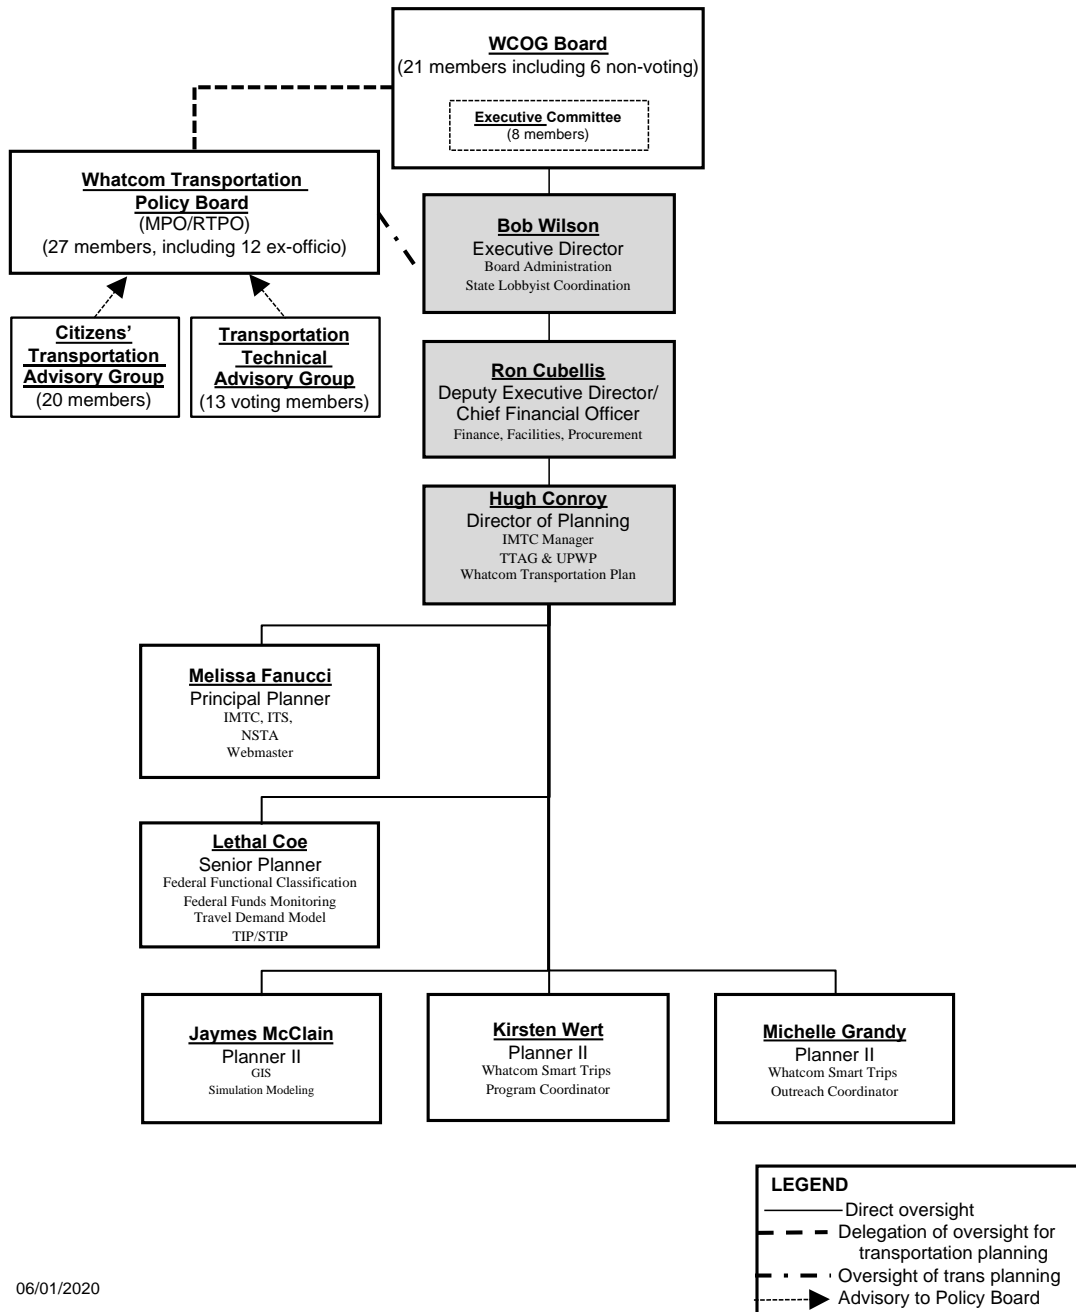 WCOG Board
(21 members including 6 non-voting)
Executive Committee
(8 members)
Whatcom Transportation
Policy Board
(MPO/RTPO)
(27 members, including 12 ex-officio)
Citizens’
Transportation
Advisory Group
(20 members)
Transportation
Technical
Advisory Group
(13 voting members)
Bob Wilson
Executive Director
Board Administration
State Lobbyist Coordination
Ron Cubellis
Deputy Executive Director/
Chief Financial Officer
Finance, Facilities, Procurement
Hugh Conroy
Director of Planning
IMTC Manager
TTAG & UPWP
Whatcom Transportation Plan
Melissa Fanucci
Principal Planner
IMTC, ITS,
NSTA
Webmaster
Lethal Coe
Senior Planner
Federal Functional Classification
Federal Funds Monitoring
Travel Demand Model
TIP/STIP
Jaymes McClain
Planner II
GIS
Simulation Modeling
Kirsten Wert
Planner II
Whatcom Smart Trips
Program Coordinator
Michelle Grandy
Planner II
Whatcom Smart Trips
Outreach Coordinator
LEGEND
Direct oversight
Delegation of oversight for
transportation planning
Oversight of trans planning
Advisory to Policy Board
06/01/2020